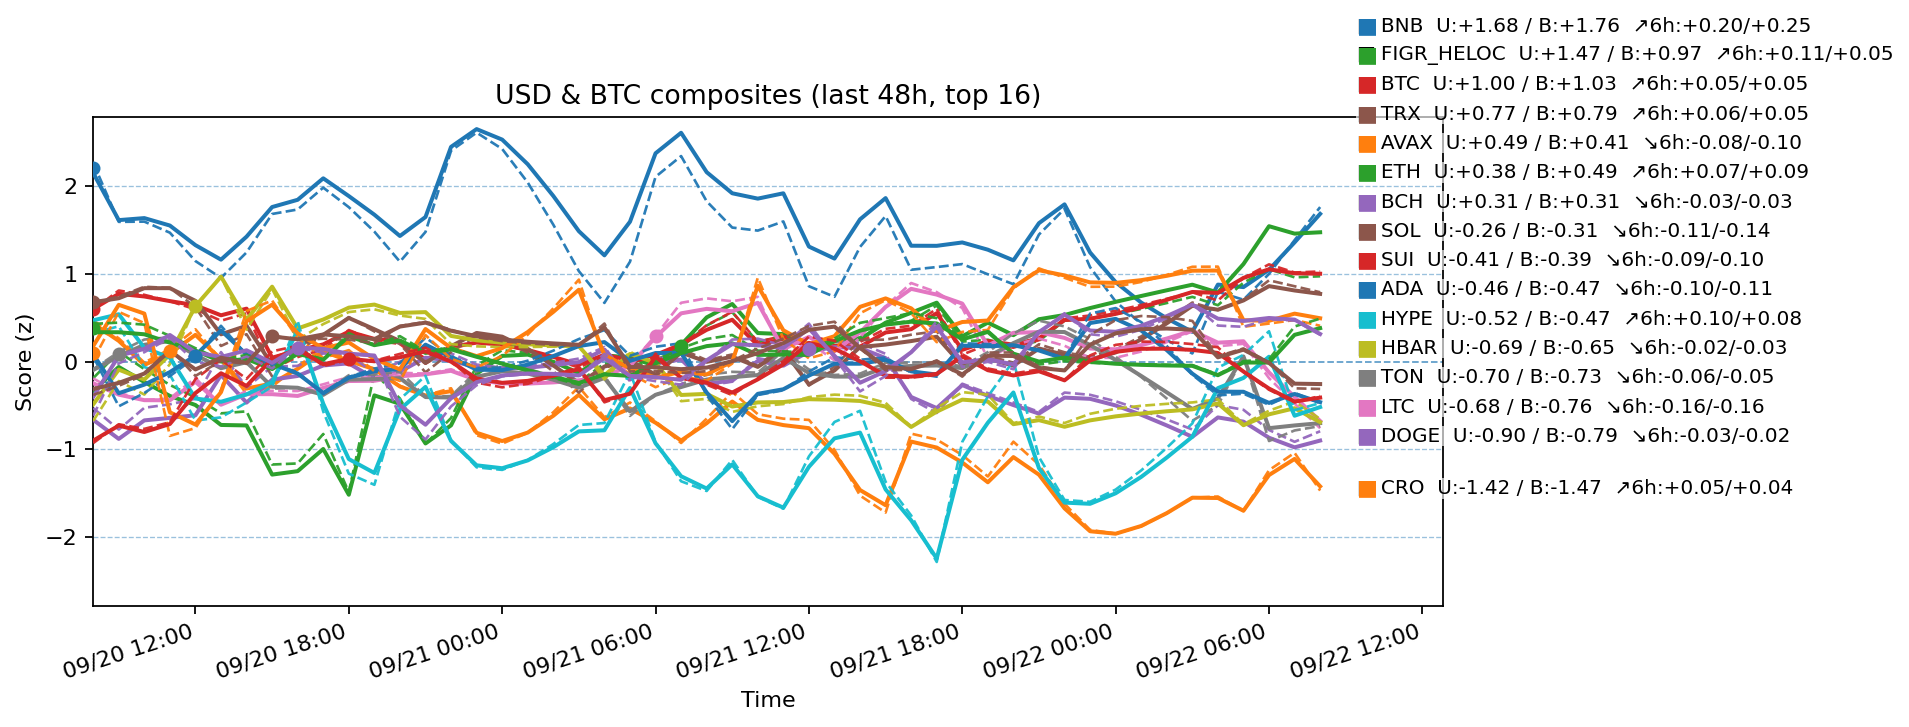 BNB U:+1.68 / B:+1.76 ↗6h:+0.20/+0.25
FIGR_HELOC U:+1.47 / B:+0.97 ↗6h:+0.11/+0.05
BTC U:+1.00 / B:+1.03 ↗6h:+0.05/+0.05
TRX U:+0.77 / B:+0.79 ↗6h:+0.06/+0.05
AVAX U:+0.49 / B:+0.41 ↘6h:-0.08/-0.10
ETH U:+0.38 / B:+0.49 ↗6h:+0.07/+0.09
BCH U:+0.31 / B:+0.31 ↘6h:-0.03/-0.03
SOL U:-0.26 / B:-0.31 ↘6h:-0.11/-0.14
SUI U:-0.41 / B:-0.39 ↘6h:-0.09/-0.10
ADA U:-0.46 / B:-0.47 ↘6h:-0.10/-0.11
HYPE U:-0.52 / B:-0.47 ↗6h:+0.10/+0.08
HBAR U:-0.69 / B:-0.65 ↘6h:-0.02/-0.03
TON U:-0.70 / B:-0.73 ↘6h:-0.06/-0.05
LTC U:-0.68 / B:-0.76 ↘6h:-0.16/-0.16
DOGE U:-0.90 / B:-0.79 ↘6h:-0.03/-0.02
CRO U:-1.42 / B:-1.47 ↗6h:+0.05/+0.04
USD & BTC composites (last 48h, top 16)
Score (z)
2
1
0
−1
−2
09/20 12:00
09/20 18:00
09/21 00:00
09/21 06:00
09/21 12:00
09/21 18:00
09/22 00:00
09/22 06:00
09/22 12:00
Time